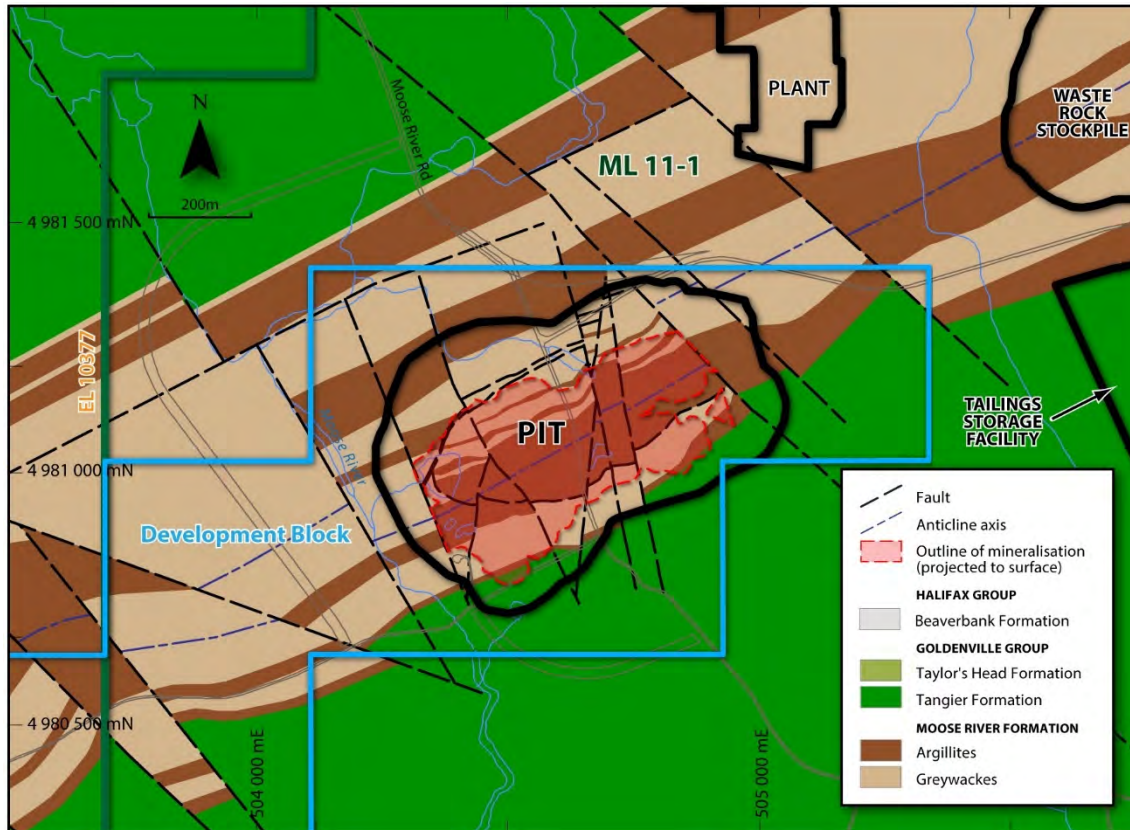 PLANT
WASTE
ROCK
STOCKPILE
N
Moose River Rd
ML 11-1
200m
4 981 500 mN
EL 10377
PIT
TAILINGS
STORAGE
FACILITY
4 981 000 mN
Moose River
Development Block
4 980 500 mN
504 000 mE
505 000 mE
Fault
Anticline axis
Outline of mineralisation
(projected to surface)
HALIFAX GROUP
Beaverbank Formation
GOLDENVILLE GROUP
Taylor's Head Formation
Tangier Formation
MOOSE RIVER FORMATION
Argillites
Greywackes